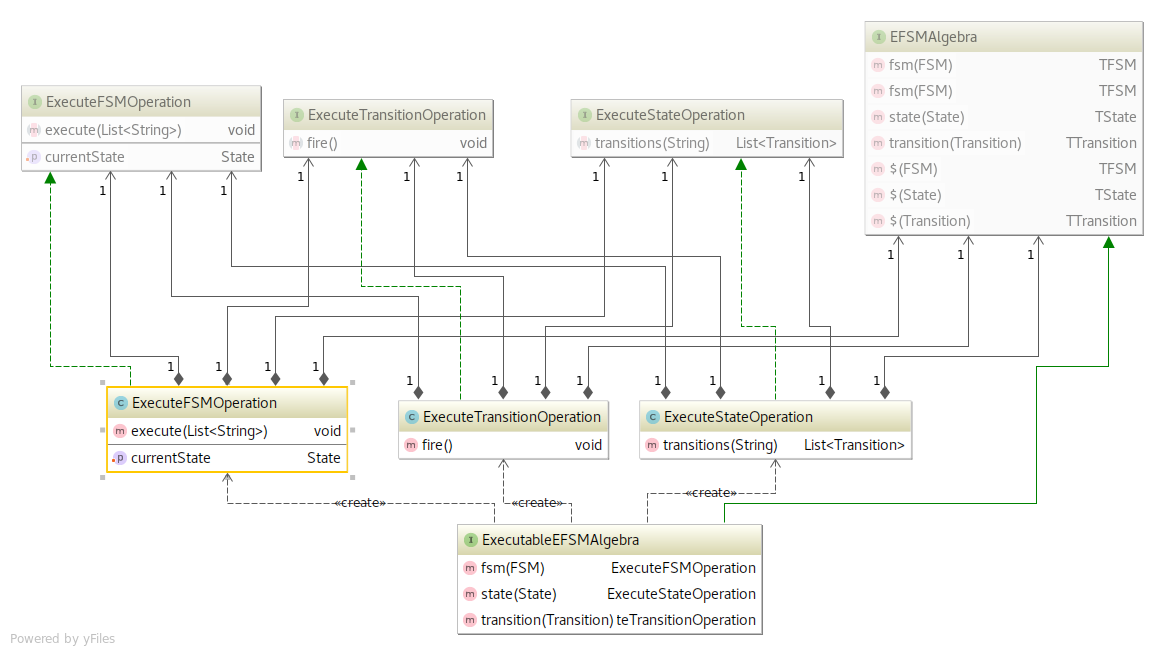 I EFSMAlgebra
m fsm(FSM) TFSM
m fsm(FSM) TFSM
m state(State) TState
m transition(Transition) TTransition
m $(FSM) TFSM
m $(State) TState
m $(Transition) TTransition
I ExecuteFSMOperation
m execute(List<String>) void
p currentState State
I ExecuteTransitionOperation
m fire() void
I ExecuteStateOperation
m transitions(String) List<Transition>
1 1 1 1 1 1 1 1 1
1 1 1
1 1 1 1
1 1 1 1
1 1
C ExecuteFSMOperation
m execute(List<String>) void
p currentState State
C ExecuteTransitionOperation
m fire() void
C ExecuteStateOperation
m transitions(String) List<Transition>
«create» «create» «create»
I ExecutableEFSMAlgebra
m fsm(FSM) ExecuteFSMOperation
m state(State) ExecuteStateOperation
m transition(Transition) teTransitionOperation
Powered by yFiles